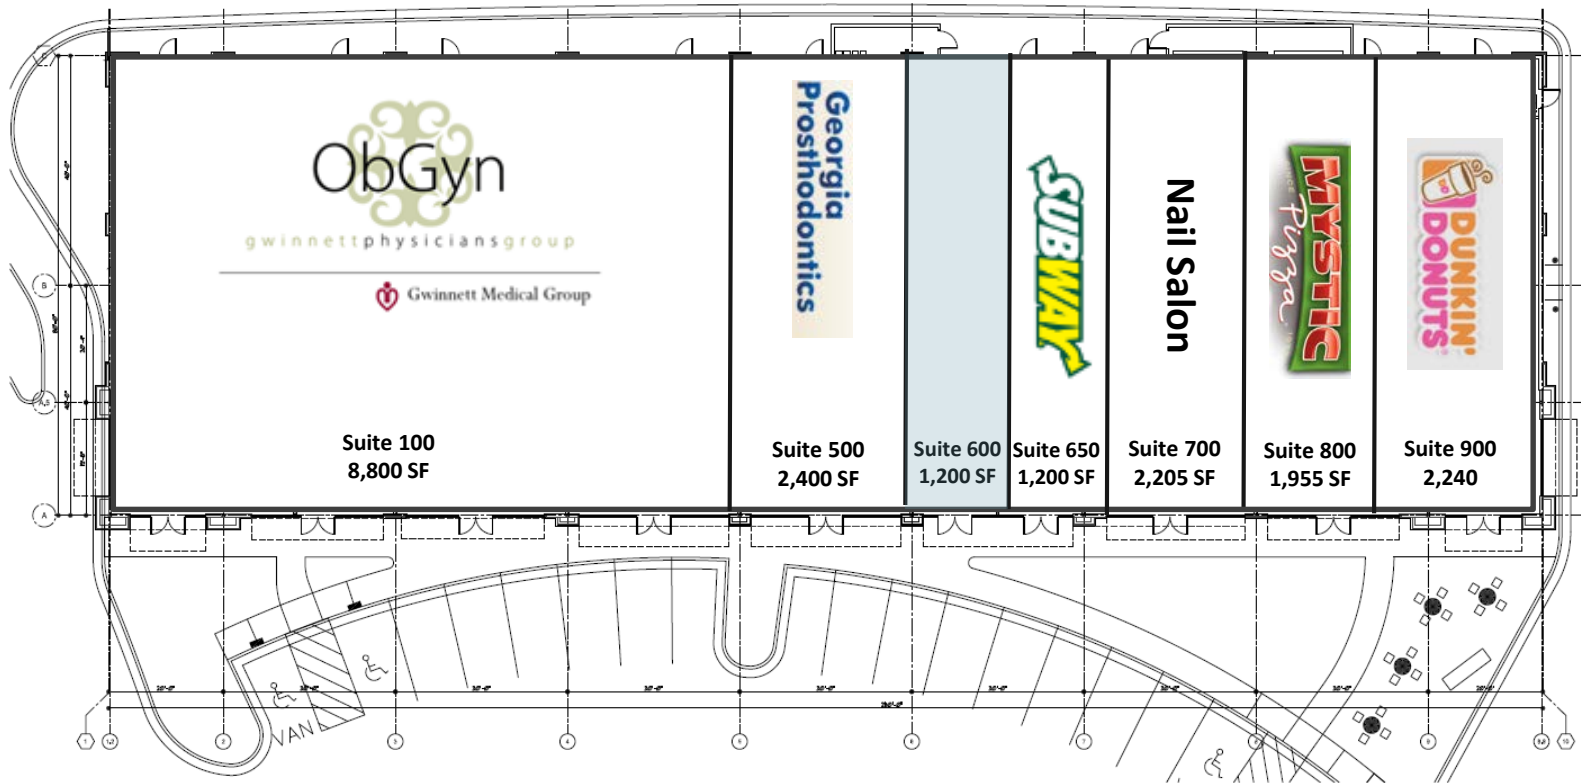 ObGyn
gwinnettphysiciansgroup
Gwinnett Medical Group
Suite 100
8,800 SF
Georgia
Prosthodontics
Suite 500
2,400 SF
Suite 600
1,200 SF
SUBWAY
Suite 650
1,200 SF
Nail Salon
Suite 700
2,205 SF
MYSTIC
Pizza
Suite 800
1,955 SF
DUNKIN'
DONUTS
Suite 900
2,240
B
A
VAN